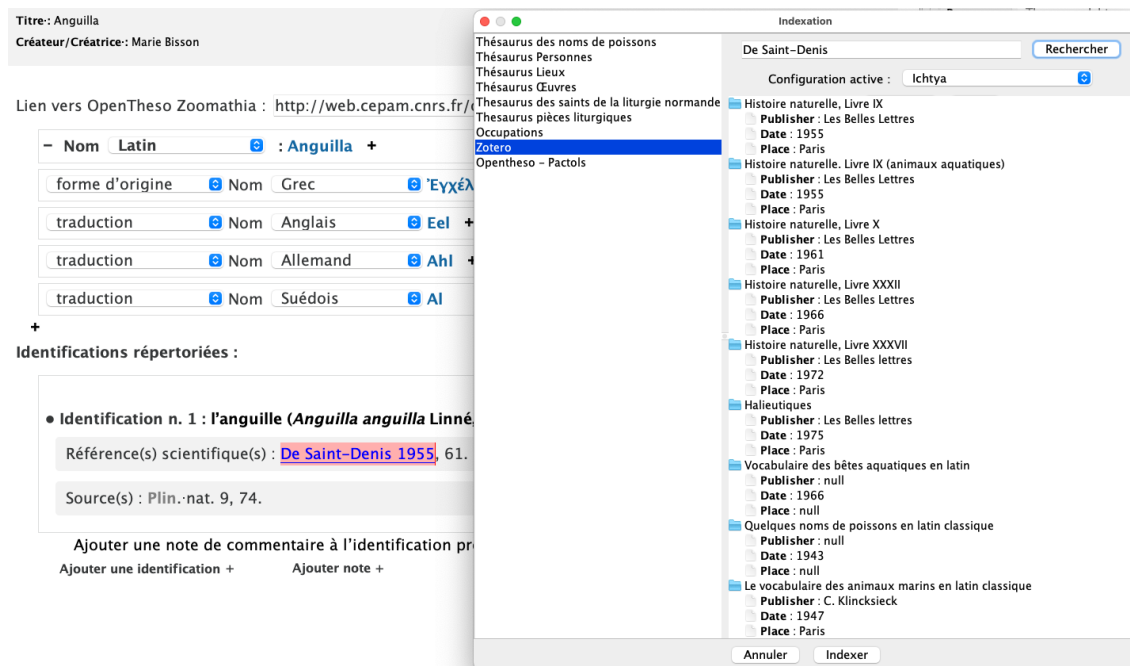 Titre·: Anguilla
Créateur/Créatrice·: Marie Bisson
Lien vers OpenTheso Zoomathia : http://web.cepam.cnrs.fr/
− Nom Latin : Anguilla +
forme d'origine Nom Grec
traduction Nom Anglais Eel +
traduction Nom Allemand Ahl
traduction Nom Suédois Al
+
Identifications répertoriées :
• Identification n. 1 : l'anguille (Anguilla anguilla Linné,
Référence(s) scientifique(s) : De Saint-Denis 1955, 61.
Source(s) : Plin.·nat. 9, 74.
Ajouter une note de commentaire à l'identification
Ajouter une identification + Ajouter note +
Indexation
Thésaurus des noms de poissons
Thésaurus Personnes
Thésaurus Lieux
Thésaurus Œuvres
Thesaurus des saints de la liturgie normande
Thesaurus pièces liturgiques
Occupations
Zotero
Opentheso - Pactols
De Saint-Denis Rechercher
Configuration active : Ichtya
Histoire naturelle, Livre IX
Publisher : Les Belles Lettres
Date : 1955
Place : Paris
Histoire naturelle. Livre IX (animaux aquatiques)
Publisher : Les Belles Lettres
Date : 1955
Place : Paris
Histoire naturelle, Livre X
Publisher : Les Belles Lettres
Date : 1961
Place : Paris
Histoire naturelle, Livre XXXII
Publisher : Les Belles Lettres
Date : 1966
Place : Paris
Histoire naturelle, Livre XXXVII
Publisher : Les Belles lettres
Date : 1972
Place : Paris
Halieutiques
Publisher : Les Belles lettres
Date : 1975
Place : Paris
Vocabulaire des bêtes aquatiques en latin
Publisher : null
Date : 1966
Place : null
Quelques noms de poissons en latin classique
Publisher : null
Date : 1943
Place : null
Le vocabulaire des animaux marins en latin classique
Publisher : C. Klincksieck
Date : 1947
Place : Paris
Annuler Indexer